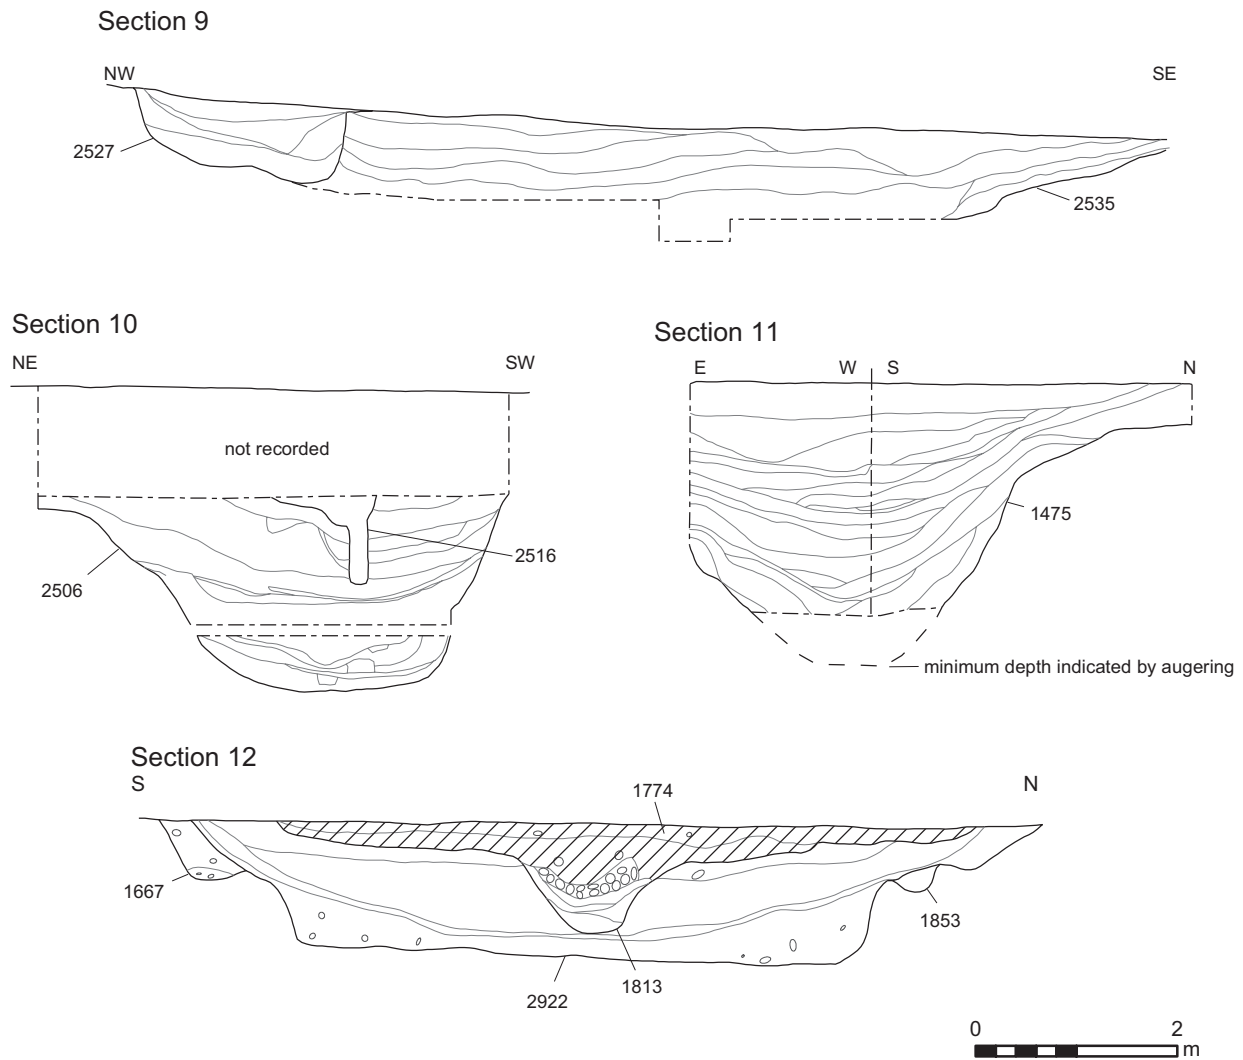 Section 9
NW
SE
2527
2535
Section 10
Section 11
NE
SW
E
W
S
N
not recorded
2516
1475
2506
minimum depth indicated by augering
Section 12
S
N
1774
1667
1853
1813
2922
0
2
m